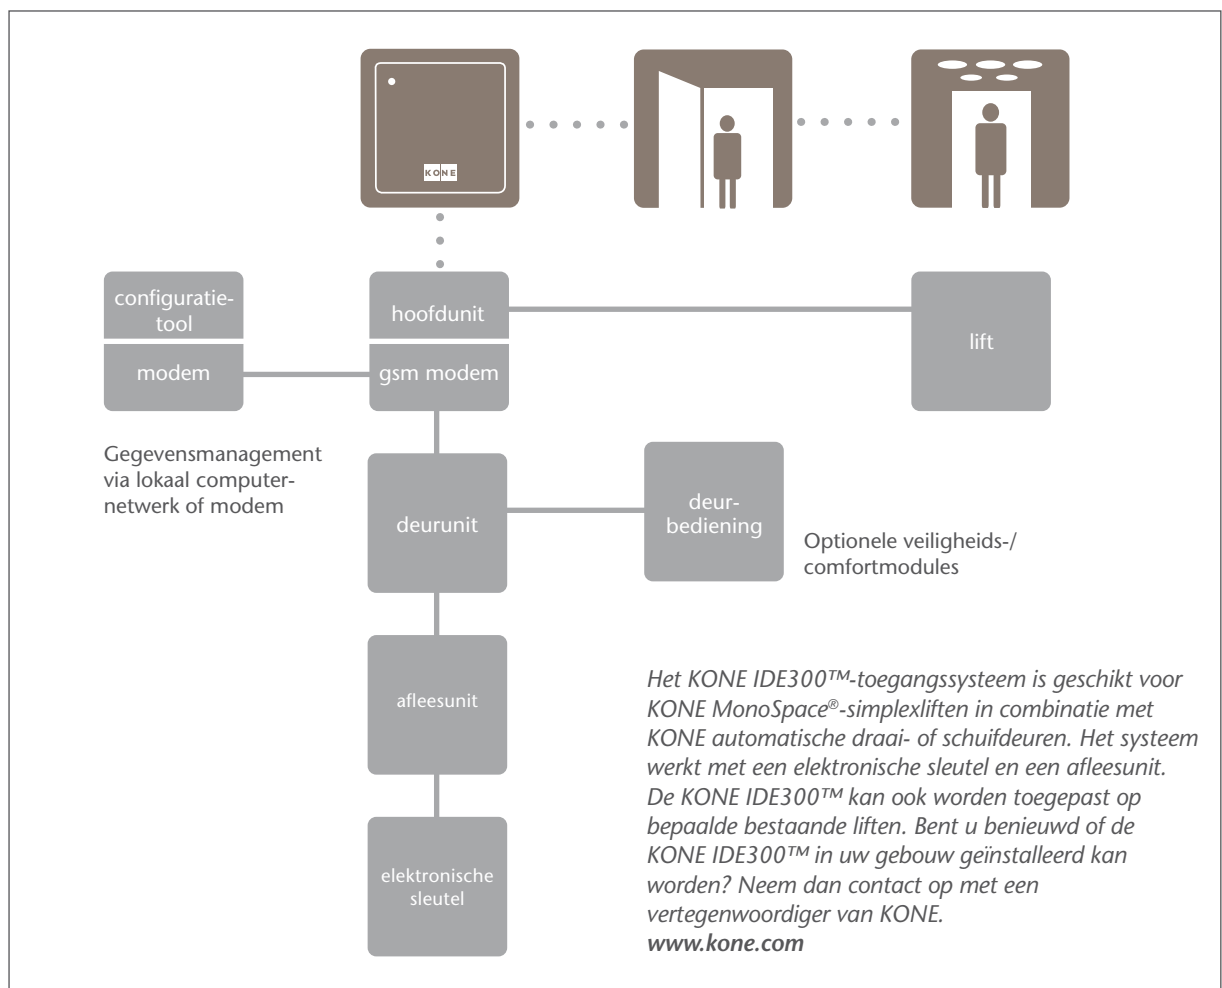 KONE
configuratie-
tool
modem
hoofdunit
gsm modem
lift
Gegevensmanagement
via lokaal computer-
netwerk of modem
deurunit
deur-
bediening
Optionele veiligheids-/
comfortmodules
afleesunit
elektronische
sleutel
Het KONE IDE300™-toegangssysteem is geschikt voor
KONE MonoSpace®-simplexliften in combinatie met
KONE automatische draai- of schuifdeuren. Het systeem
werkt met een elektronische sleutel en een afleesunit.
De KONE IDE300™ kan ook worden toegepast op
bepaalde bestaande liften. Bent u benieuwd of de
KONE IDE300™ in uw gebouw geïnstalleerd kan
worden? Neem dan contact op met een
vertegenwoordiger van KONE.
www.kone.com